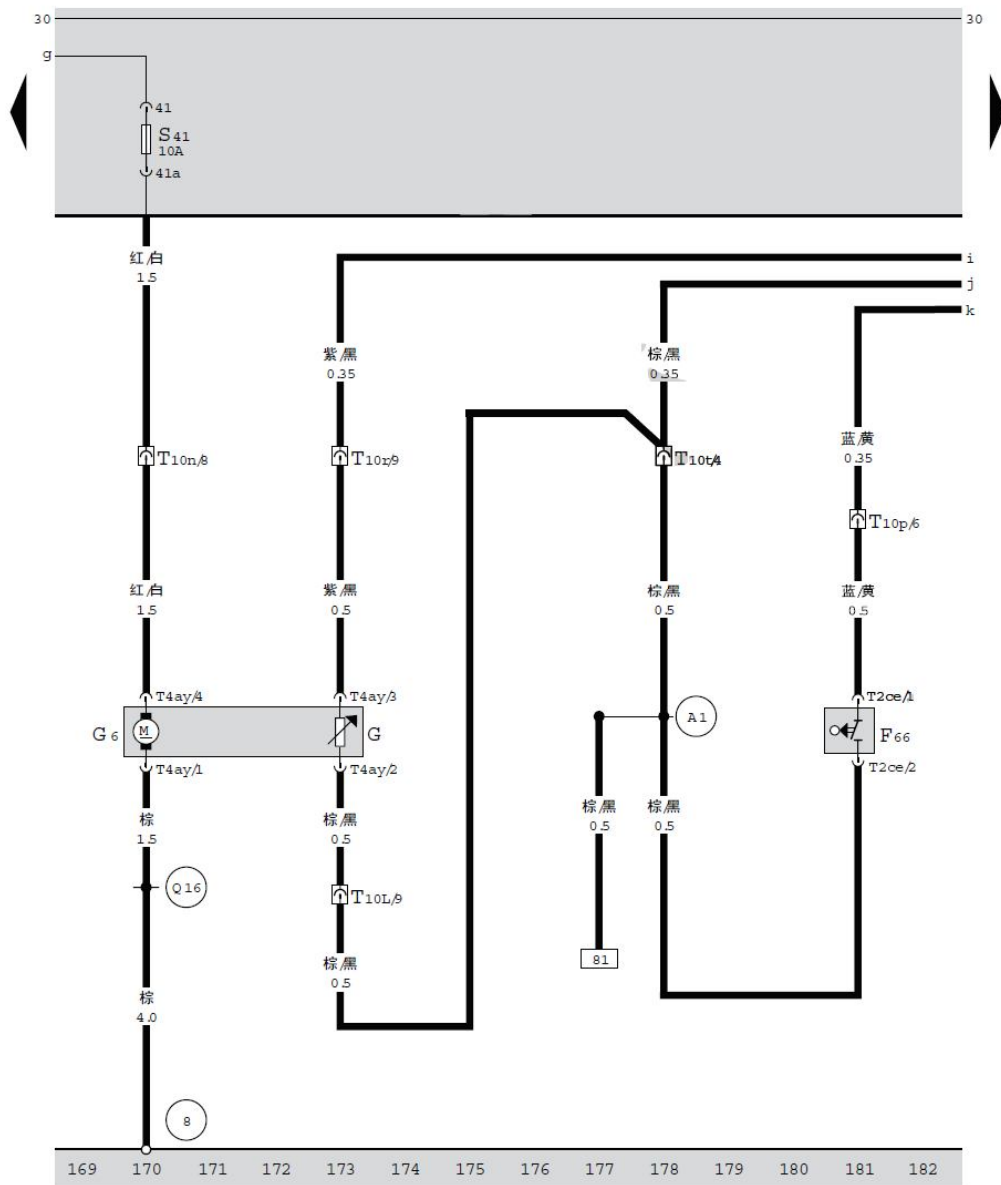 30 30
g
41
S41
10A
41a
红/白
1.5
i
j
k
紫/黑
0.35
棕/黑
0.35
蓝/黄
0.35
T10n/8
T10r/9
T10t/4
T10p/6
红/白
1.5
紫/黑
0.5
棕/黑
0.5
蓝/黄
0.5
T4ay/4
T4ay/3
T2ce/1
G6
M
G
A1
F66
T4ay/1
T4ay/2
T2ce/2
棕
1.5
棕/黑
0.5
棕/黑
0.5
棕/黑
0.5
Q16
T10L/9
81
棕/黑
0.5
棕
4.0
8
169 170 171 172 173 174 175 176 177 178 179 180 181 182